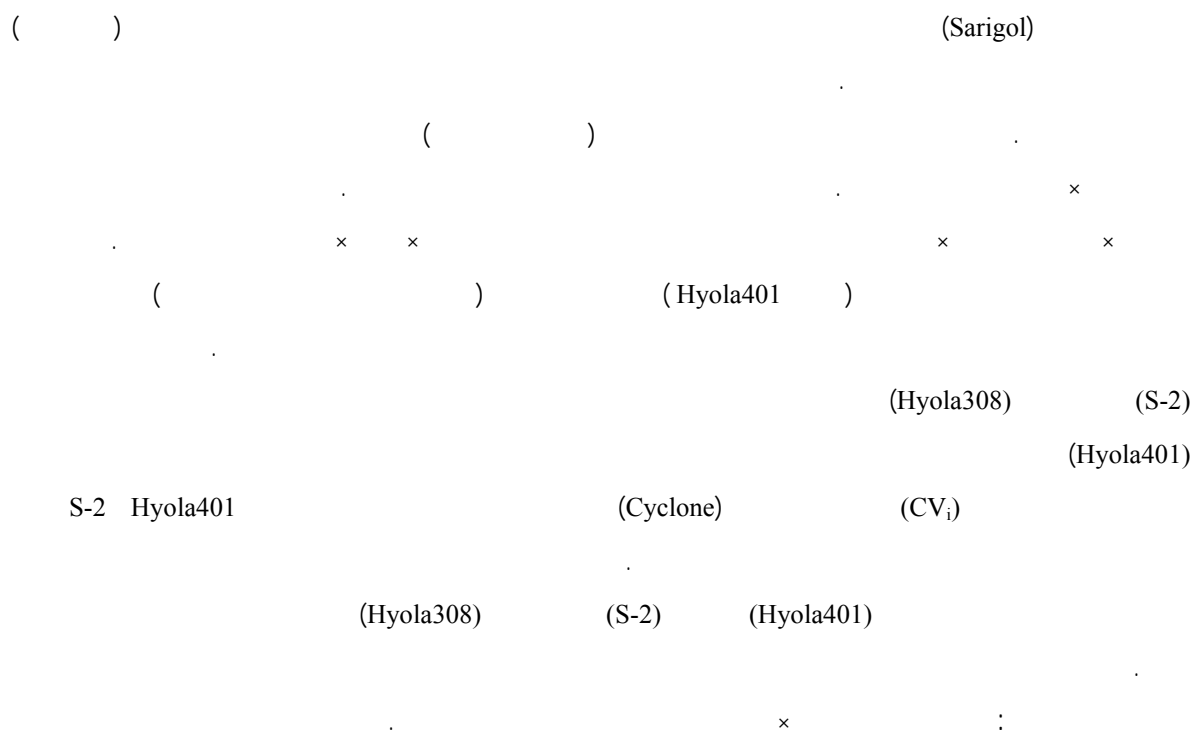 ( ) (Sarigol)
.
( ) .
. . ×
. × × × ×
( ) ( Hyola401 )
.
(Hyola308) (S-2)
(Hyola401)
S-2 Hyola401 (Cyclone) (CVi)
.
(Hyola308) (S-2) (Hyola401)
.
. × :